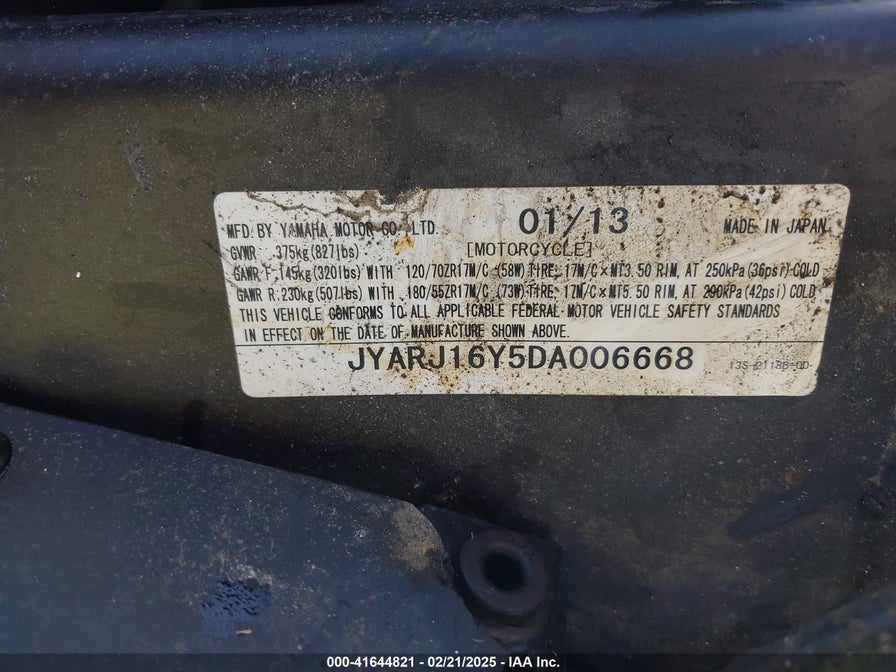 MFD BY YAMAHA MOTOR CO., LTD. 01/13 MADE IN JAPAN
GVWR : 375kg(827lbs) [MOTORCYCLE]
GAWR F: 145kg(320lbs) WITH 120/70ZR17M/C (58W) TIRE, 17M/C×MT3.50 RIM, AT 250kPa(36psi)COLD
GAWR R: 230kg(507lbs) WITH 180/55ZR17M/C (73W) TIRE, 17M/C×MT5.50 RIM, AT 290kPa(42psi)COLD
THIS VEHICLE CONFORMS TO ALL APPLICABLE FEDERAL MOTOR VEHICLE SAFETY STANDARDS
IN EFFECT ON THE DATE OF MANUFACTURE SHOWN ABOVE.
JYARJ16Y5DA006668
000-41644821 - 02/21/2025 - IAA Inc.